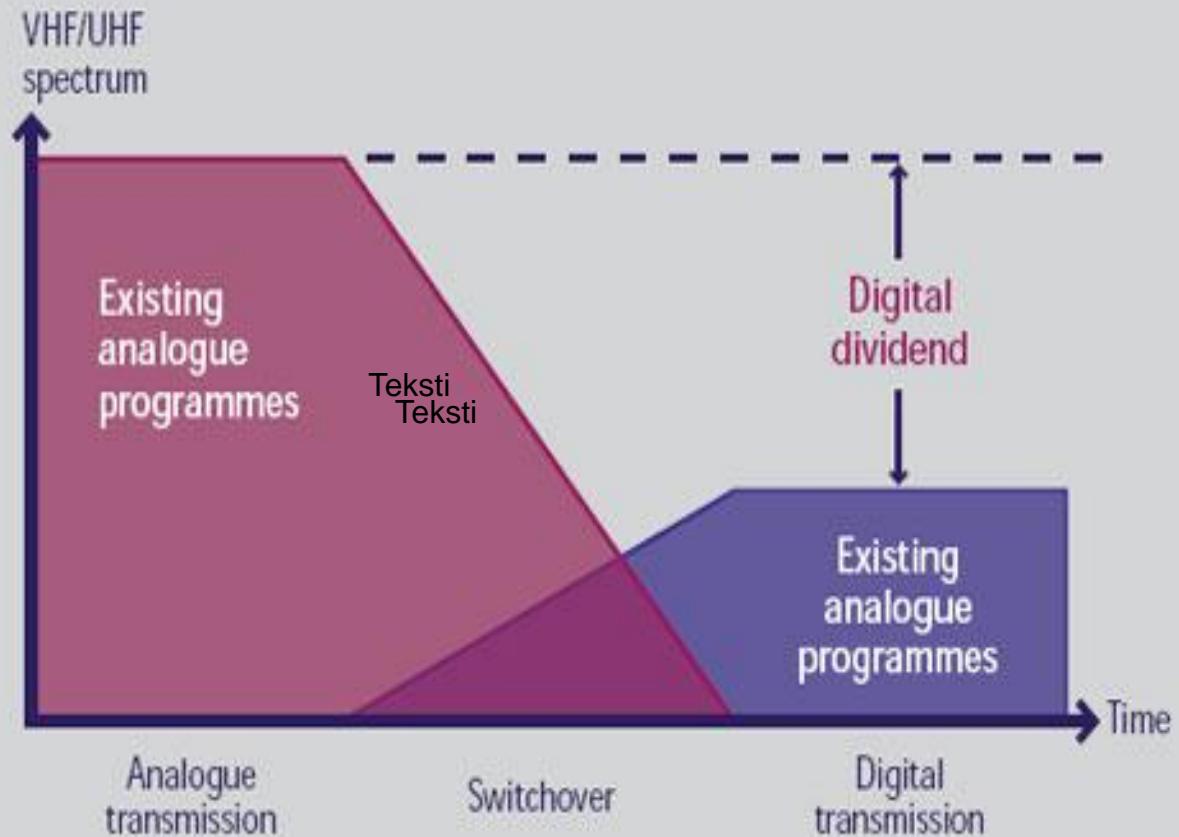 VHF/UHF
spectrum
Existing
analogue
programmes
Teksti
Teksti
Digital
dividend
Existing
analogue
programmes
Time
Analogue
transmission
Switchover
Digital
transmission